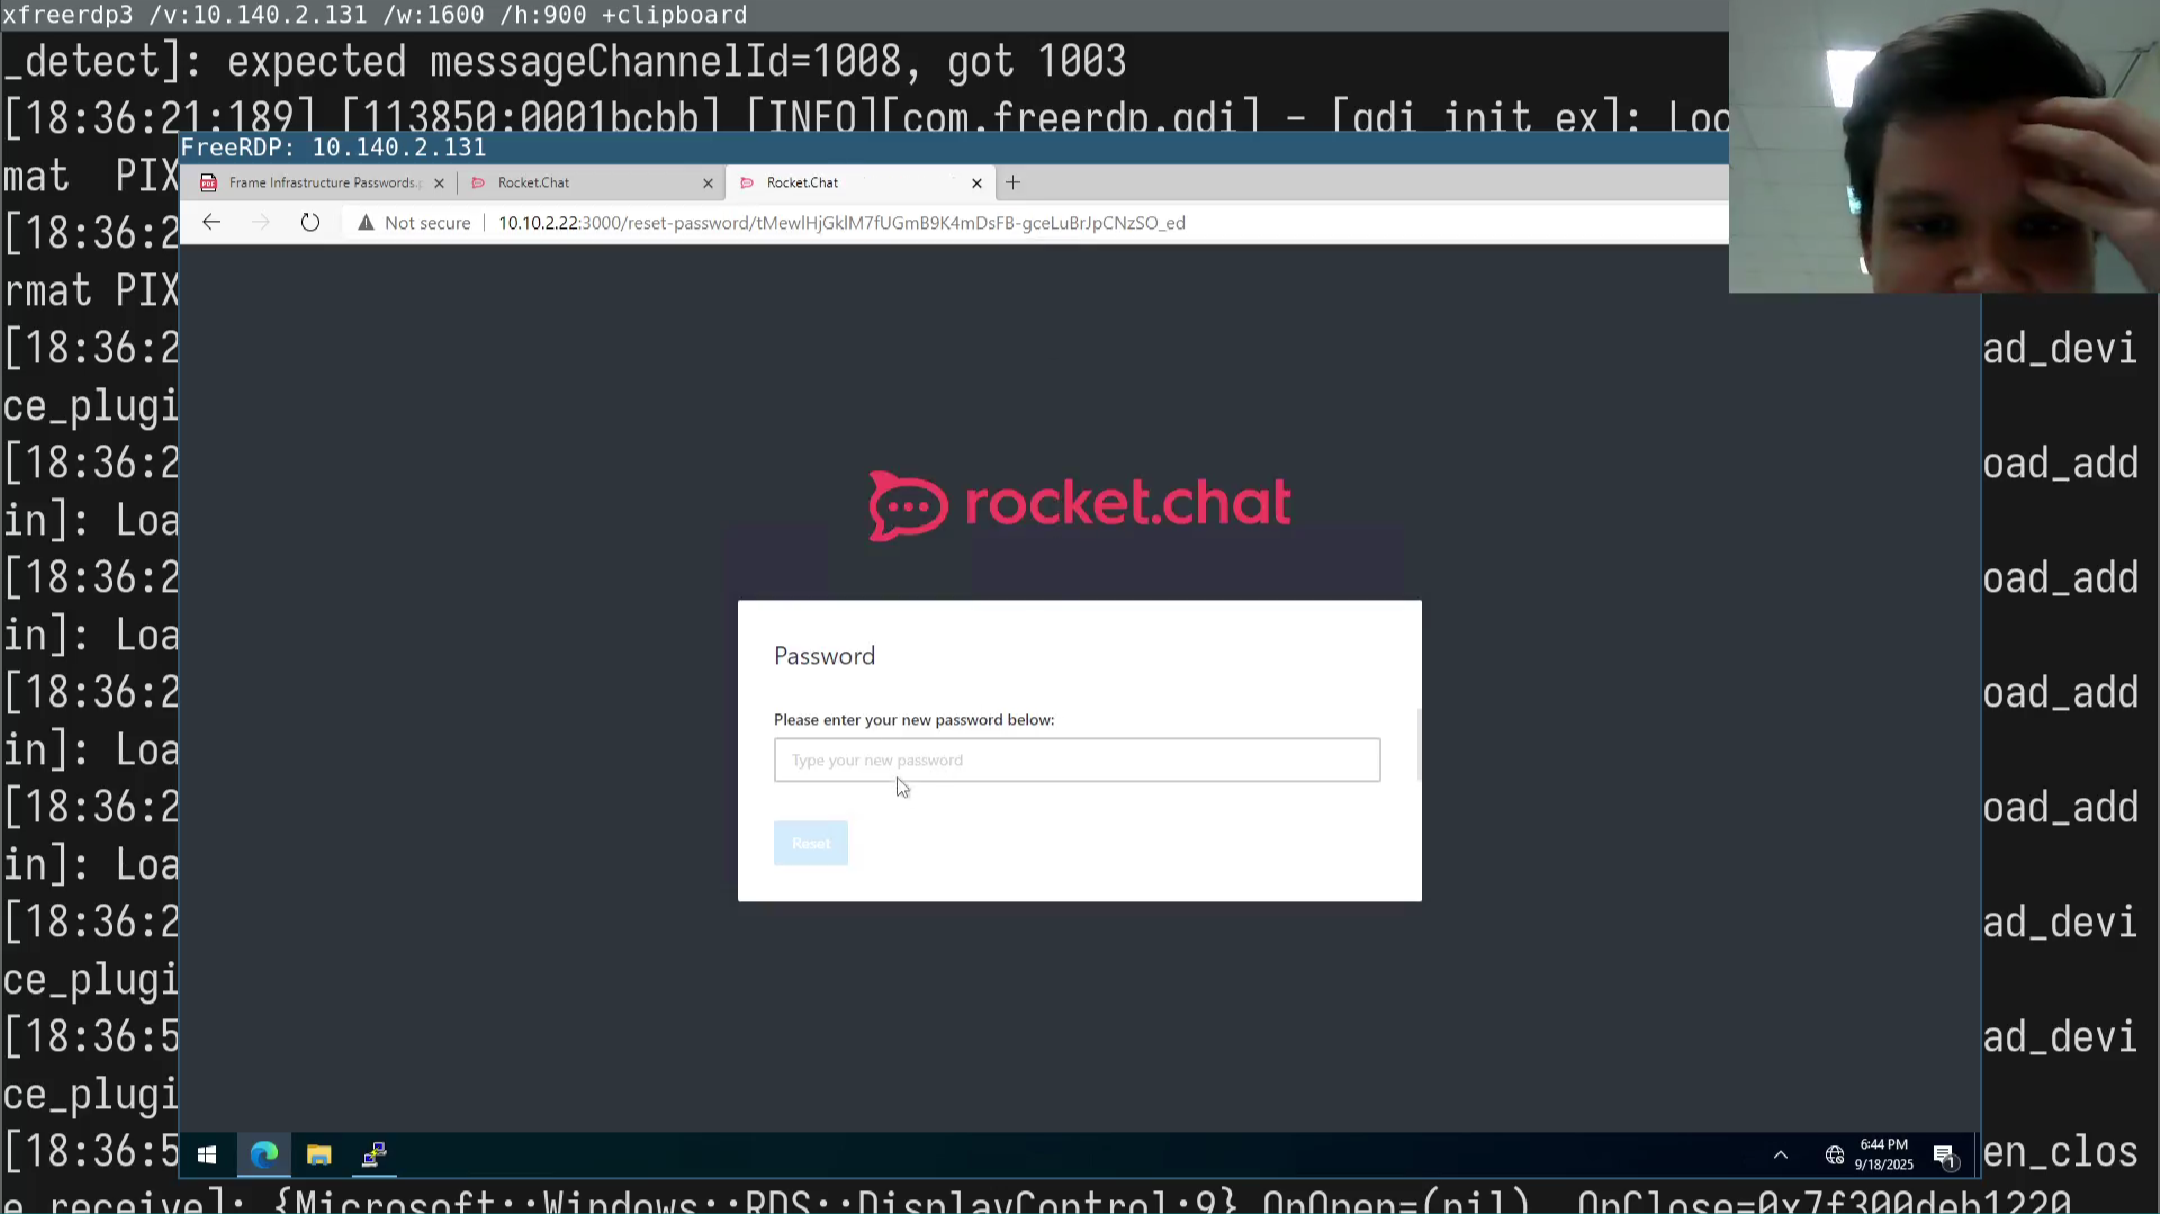 xfreerdp3 /v:10.140.2.131 /w:1600 /h:900 +clipboard
_detect]: expected messageChannelId=1008, got 1003
[18:36:21:189] [113850:0001bcbb] [INFO][com.freerdp.gdi] - [gdi_init_ex]: Loc
FreeRDP: 10.140.2.131
mat PIX
Frame Infrastructure Passwords.
Rocket.Chat
Rocket.Chat
Not secure
10.10.2.22:3000/reset-password/tMewlHjGklM7fUGmB9K4mDsFB-gceLuBrJpCNzSO_ed
[18:36:2
rmat PIX
[18:36:2
ad_devi
ce_plugi
[18:36:2
oad_add
rocket.chat
in]: Loa
[18:36:2
oad_add
in]: Loa
Password
[18:36:2
oad_add
Please enter your new password below:
in]: Loa
Type your new password
[18:36:2
oad_add
Reset
in]: Loa
[18:36:2
ad_devi
ce_plugi
[18:36:5
ad_devi
ce_plugi
[18:36:5
6:44 PM
9/18/2025
1
en_clos
e_receive]: {Microsoft::Windows::RDS::DisplayControl:9} OnOpen=(nil), OnClose=0x7f300deb1220